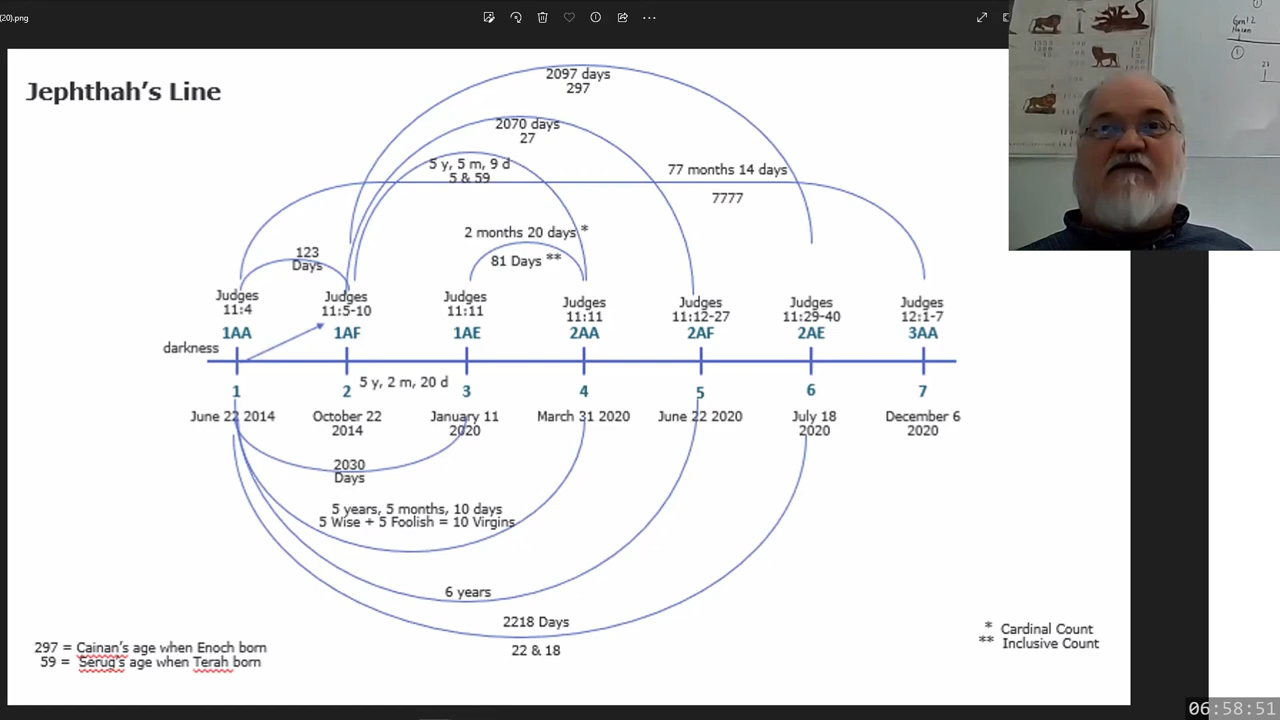 (20).png
Jephthah's Line
2097 days
297
2070 days
27
5 y, 5 m, 9 d
5 & 59
77 months 14 days
7777
2 months 20 days *
81 Days **
123
Days
Judges
11:4
1AA
Judges
11:5-10
1AF
Judges
11:11
1AE
Judges
11:11
2AA
Judges
11:12-27
2AF
Judges
11:29-40
2AE
Judges
12:1-7
3AA
darkness
1
2
5 y, 2 m, 20 d
3
4
5
6
7
June 22 2014
October 22
2014
January 11
2020
March 31 2020
June 22 2020
July 18
2020
December 6
2020
2030
Days
5 years, 5 months, 10 days
5 Wise + 5 Foolish = 10 Virgins
6 years
2218 Days
22 & 18
297 = Cainan's age when Enoch born
59 = Serug's age when Terah born
* Cardinal Count
** Inclusive Count
06:58:51